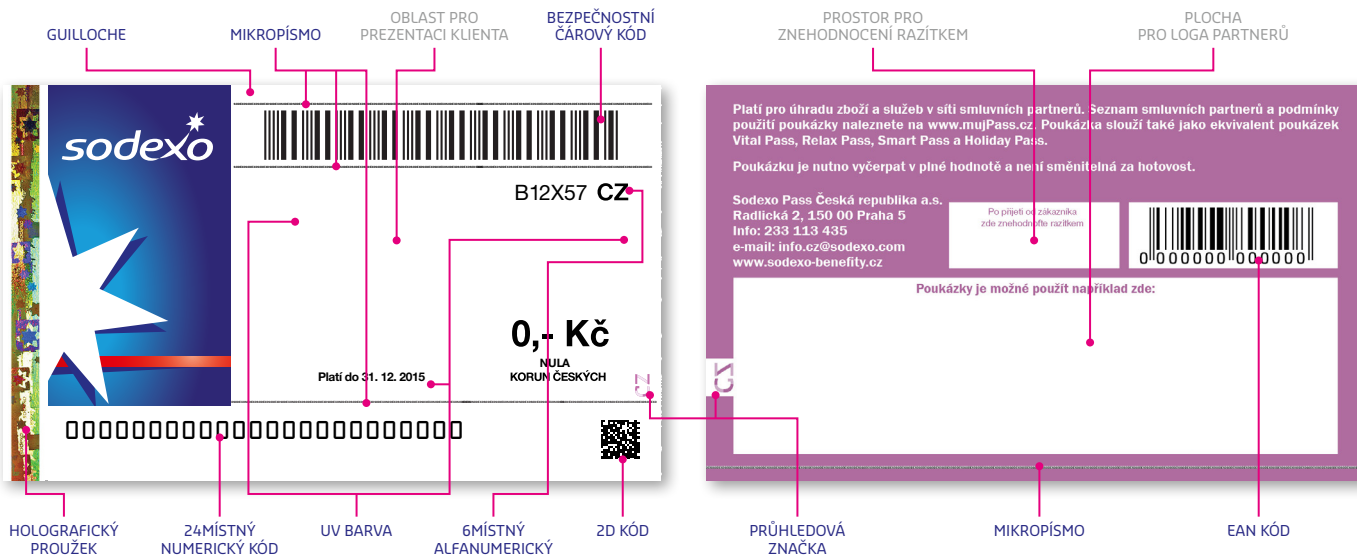 GUILLOCHE
MIKROPÍSMO
OBLAST PRO
PREZENTACI KLIENTA
BEZPEČNOSTNÍ
ČÁROVÝ KÓD
PROSTOR PRO
ZNEHODNOCENÍ RAZÍTKEM
PLOCHA
PRO LOGA PARTNERŮ
sodexo
B12X57 CZ
0,- Kč
NULA
KORUN ČESKÝCH
Platí do 31. 12. 2015
CZ
000000000000000000000000
Platí pro úhradu zboží a služeb v síti smluvních partnerů. Seznam smluvních partnerů a podmínky
použití poukázky naleznete na www.mujPass.cz. Poukázka slouží také jako ekvivalent poukázek
Vital Pass, Relax Pass, Smart Pass a Holiday Pass.
Poukázku je nutno vyčerpat v plné hodnotě a není směnitelná za hotovost.
Sodexo Pass Česká republika a.s.
Radlická 2, 150 00 Praha 5
Info: 233 113 435
e-mail: info.cz@sodexo.com
www.sodexo-benefity.cz
Po přijetí od zákazníka
zde znehodnoťte razítkem
0 000000 000000
Poukázky je možné použít například zde:
CZ
HOLOGRAFICKÝ
PROUŽEK
24MÍSTNÝ
NUMERICKÝ KÓD
UV BARVA
6MÍSTNÝ
ALFANUMERICKÝ
2D KÓD
PRŮHLEDOVÁ
ZNAČKA
MIKROPÍSMO
EAN KÓD